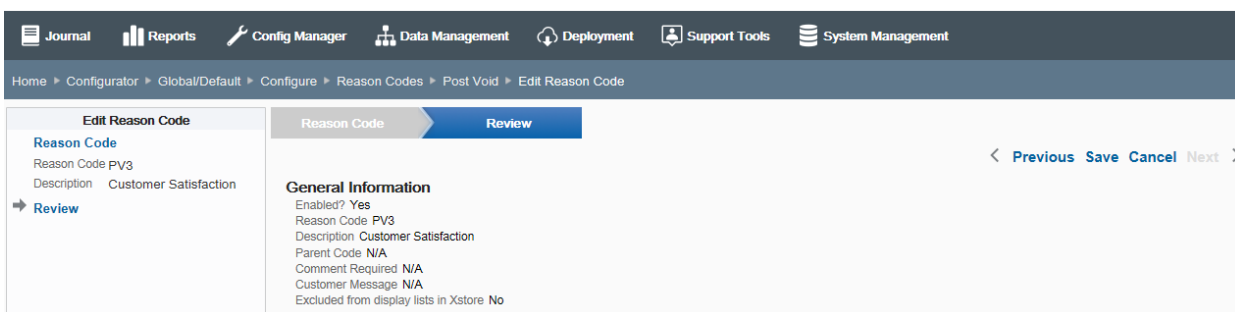 Journal Reports Config Manager Data Management Deployment Support Tools System Management
Home Configurator Global/Default Configure Reason Codes Post Void Edit Reason Code
Edit Reason Code
Reason Code
Reason Code PV3
Description Customer Satisfaction
Review
Reason Code Review
Previous Save Cancel Next
General Information
Enabled? Yes
Reason Code PV3
Description Customer Satisfaction
Parent Code N/A
Comment Required N/A
Customer Message N/A
Excluded from display lists in Xstore No